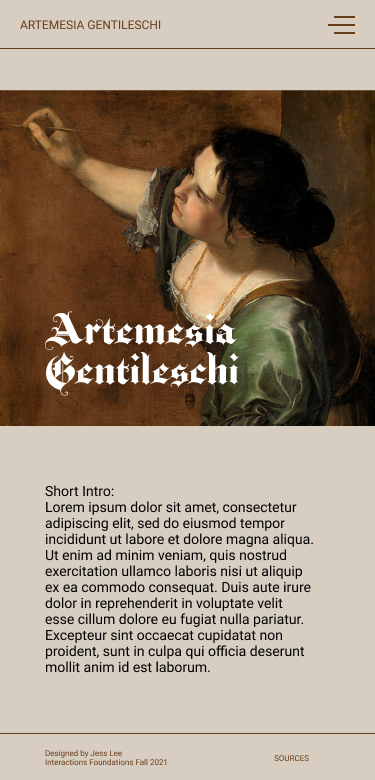 ARTEMESIA GENTILESCHI
Artemesia
Gentileschi
Short Intro:
Lorem ipsum dolor sit amet, consectetur
adipiscing elit, sed do eiusmod tempor
incididunt ut labore et dolore magna aliqua.
Ut enim ad minim veniam, quis nostrud
exercitation ullamco laboris nisi ut aliquip
ex ea commodo consequat. Duis aute irure
dolor in reprehenderit in voluptate velit
esse cillum dolore eu fugiat nulla pariatur.
Excepteur sint occaecat cupidatat non
proident, sunt in culpa qui officia deserunt
mollit anim id est laborum.
Designed by Jess Lee
Interactions Foundations Fall 2021
SOURCES